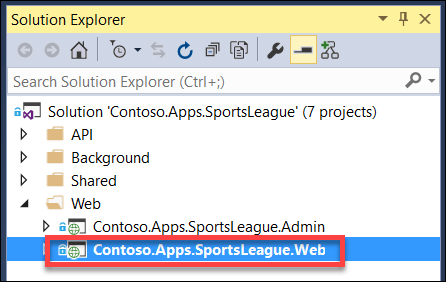 Solution Explorer
Search Solution Explorer (Ctrl+;)
Solution 'Contoso.Apps.SportsLeague' (7 projects)
API
Background
Shared
Web
Contoso.Apps.SportsLeague.Admin
Contoso.Apps.SportsLeague.Web